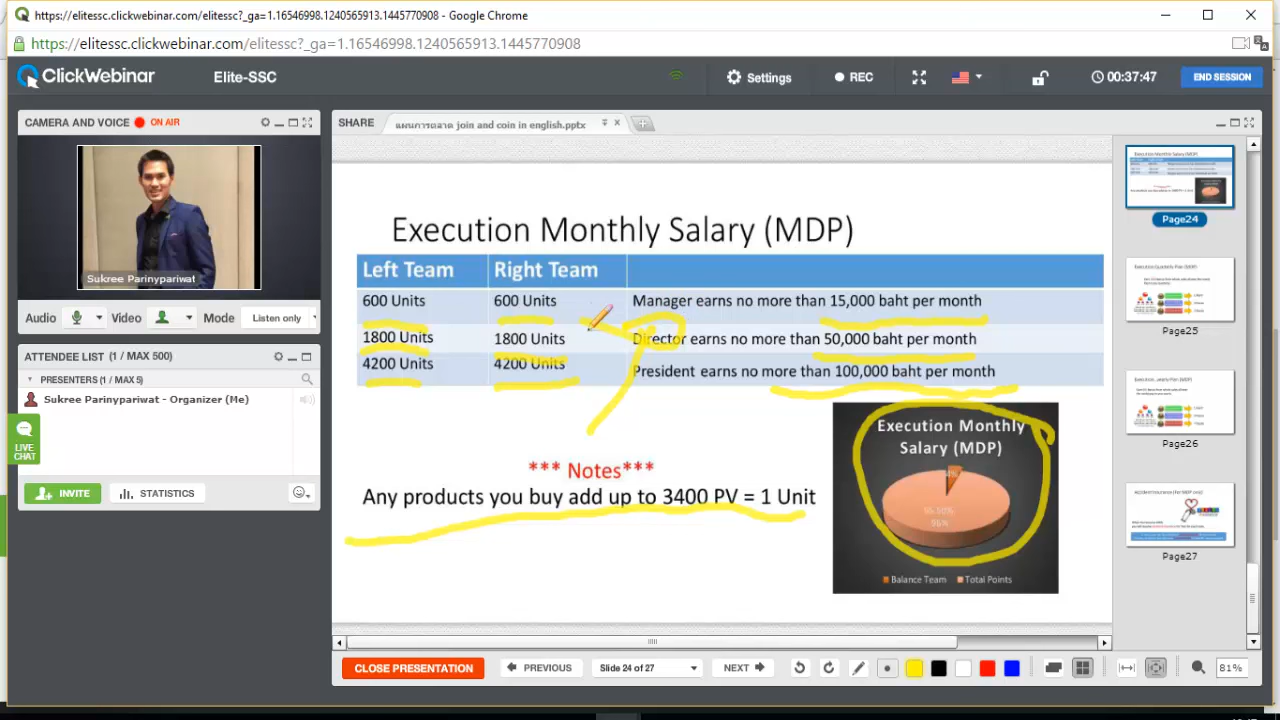 https://elitessc.clickwebinar.com/elitessc?_ga=1.16546998.1240565913.1445770908 - Google Chrome
https://elitessc.clickwebinar.com/elitessc?_ga=1.16546998.1240565913.1445770908
ClickWebinar
Elite-SSC
Settings
REC
00:37:47
END SESSION
CAMERA AND VOICE
ON AIR
Sukree Parinypariwat
Audio
Video
Mode
Listen only
ATTENDEE LIST (1 / MAX 500)
PRESENTERS (1 / MAX 5)
Sukree Parinypariwat - Organizer (Me)
LIVE
CHAT
INVITE
STATISTICS
SHARE
แผนการตลาด join and coin in english.pptx
Execution Monthly Salary (MDP)
Left Team Right Team
600 Units 600 Units Manager earns no more than 15,000 baht per month
1800 Units 1800 Units Director earns no more than 50,000 baht per month
4200 Units 4200 Units President earns no more than 100,000 baht per month
*** Notes***
Any products you buy add up to 3400 PV = 1 Unit
Execution Monthly
Salary (MDP)
4%
96%
Balance Team Total Points
CLOSE PRESENTATION
PREVIOUS
Slide 24 of 27
NEXT
81%
Execution Monthly Salary (MDP)
Page24
Page25
Page26
Page27